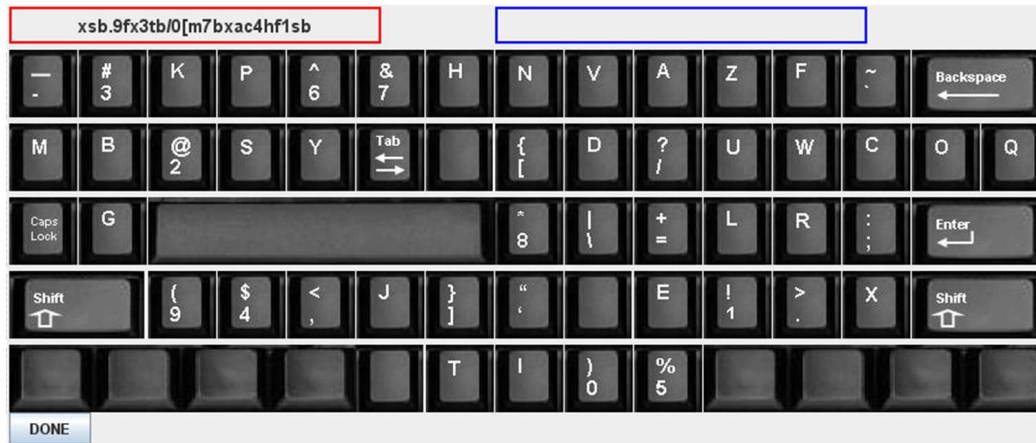 xsb.9fx3tb/0[m7bxac4hf1sb
— # K P ^ & H N V A Z F ~ Backspace
- 3 6 7 `
M B @ S Y Tab { D ? U W C O Q
2 [ /
Caps Lock G * | + L R : Enter
8 \ = ;
Shift ( $ < J } “ E ! > X Shift
9 4 , ] ‘ 1 .
T I ) %
0 5
DONE